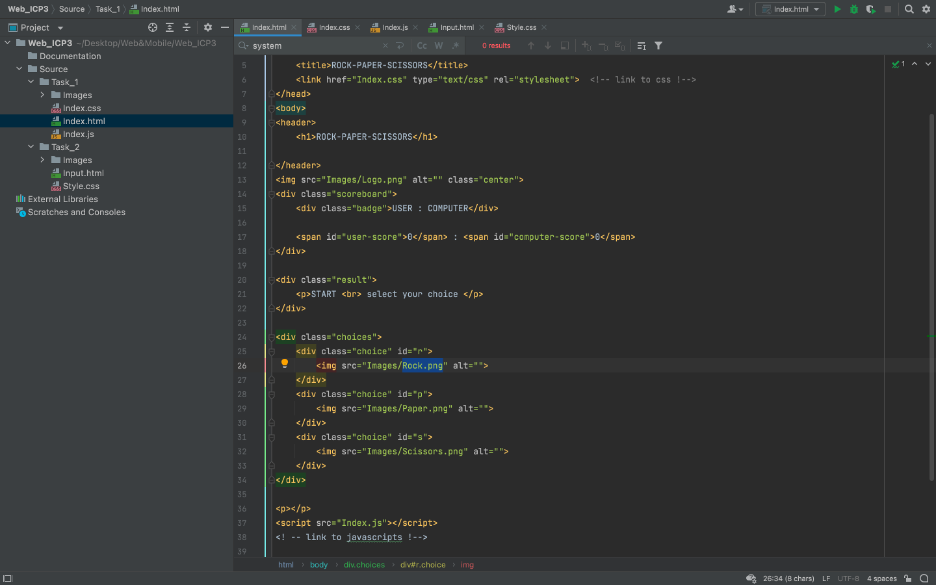 Web_ICP3 Source Task_1 Index.html
Index.html
Project
Index.html Index.css Index.js Input.html Style.css
system Cc W .* 0 results
Web_ICP3 ~/Desktop/Web&Mobile/Web_ICP3
Documentation
Source
Task_1
Images
Index.css
Index.html
Index.js
Task_2
Images
Input.html
Style.css
External Libraries
Scratches and Consoles
1
5 <title>ROCK-PAPER-SCISSORS</title>
6 <link href="Index.css" type="text/css" rel="stylesheet"> <!-- link to css !-->
7 </head>
8 <body>
9 <header>
10 <h1>ROCK-PAPER-SCISSORS</h1>
11
12 </header>
13 <img src="Images/Logo.png" alt="" class="center">
14 <div class="scoreboard">
15 <div class="badge">USER : COMPUTER</div>
16
17 <span id="user-score">0</span> : <span id="computer-score">0</span>
18 </div>
19
20 <div class="result">
21 <p>START <br> select your choice </p>
22 </div>
23
24 <div class="choices">
25 <div class="choice" id="r">
26 <img src="Images/Rock.png" alt="">
27 </div>
28 <div class="choice" id="p">
29 <img src="Images/Paper.png" alt="">
30 </div>
31 <div class="choice" id="s">
32 <img src="Images/Scissors.png" alt="">
33 </div>
34 </div>
35
36 <p></p>
37 <script src="Index.js"></script>
38 <! -- link to javascripts !-->
39
html body div.choices div#r.choice img
26:34 (8 chars) LF UTF-8 4 spaces